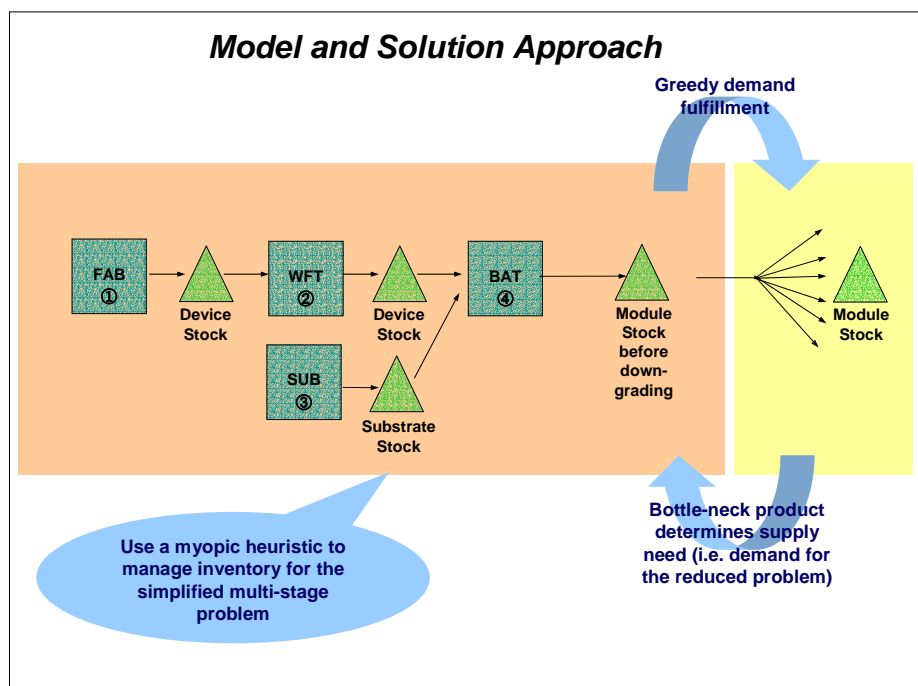 Model and Solution Approach
Greedy demand
fulfillment
FAB
①
Device
Stock
WFT
②
Device
Stock
BAT
④
Module
Stock
before
down-
grading
Module
Stock
SUB
③
Substrate
Stock
Use a myopic heuristic to
manage inventory for the
simplified multi-stage
problem
Bottle-neck product
determines supply
need (i.e. demand for
the reduced problem)